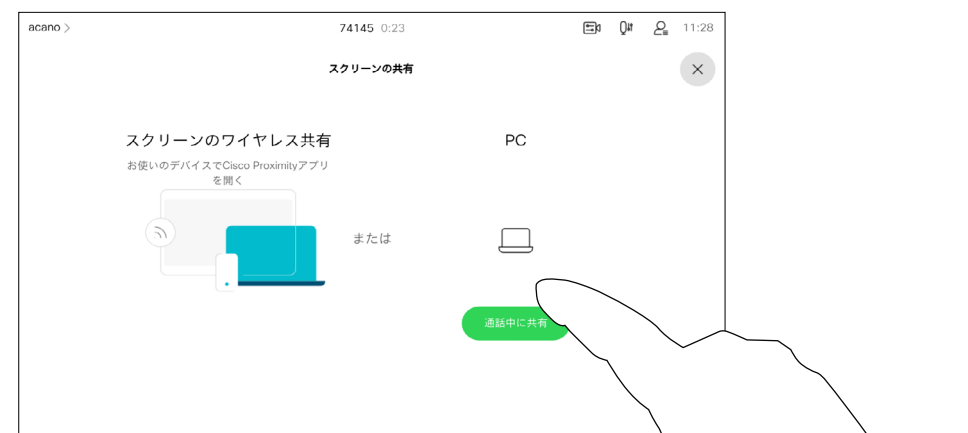 acano >
74145 0:23
11:28
スクリーンの共有
スクリーンのワイヤレス共有
PC
お使いのデバイスでCisco Proximityアプリ
を開く
または
通話中に共有